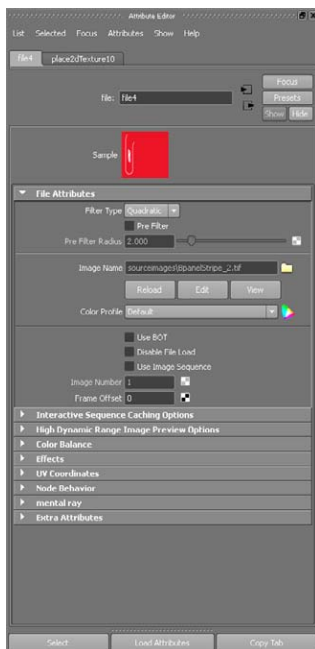 Attribute Editor
List Selected Focus Attributes Show Help
file4 place2dTexture10
Focus
file: file4 Presets
Show Hide
Sample
File Attributes
Filter Type Quadratic
Pre Filter
Pre Filter Radius 2.000
Image Name sourceimages\BpanelStripe_2.tif
Reload Edit View
Color Profile Default
Use BOT
Disable File Load
Use Image Sequence
Image Number 1
Frame Offset 0
Interactive Sequence Caching Options
High Dynamic Range Image Preview Options
Color Balance
Effects
UV Coordinates
Node Behavior
mental ray
Extra Attributes
Select Load Attributes Copy Tab